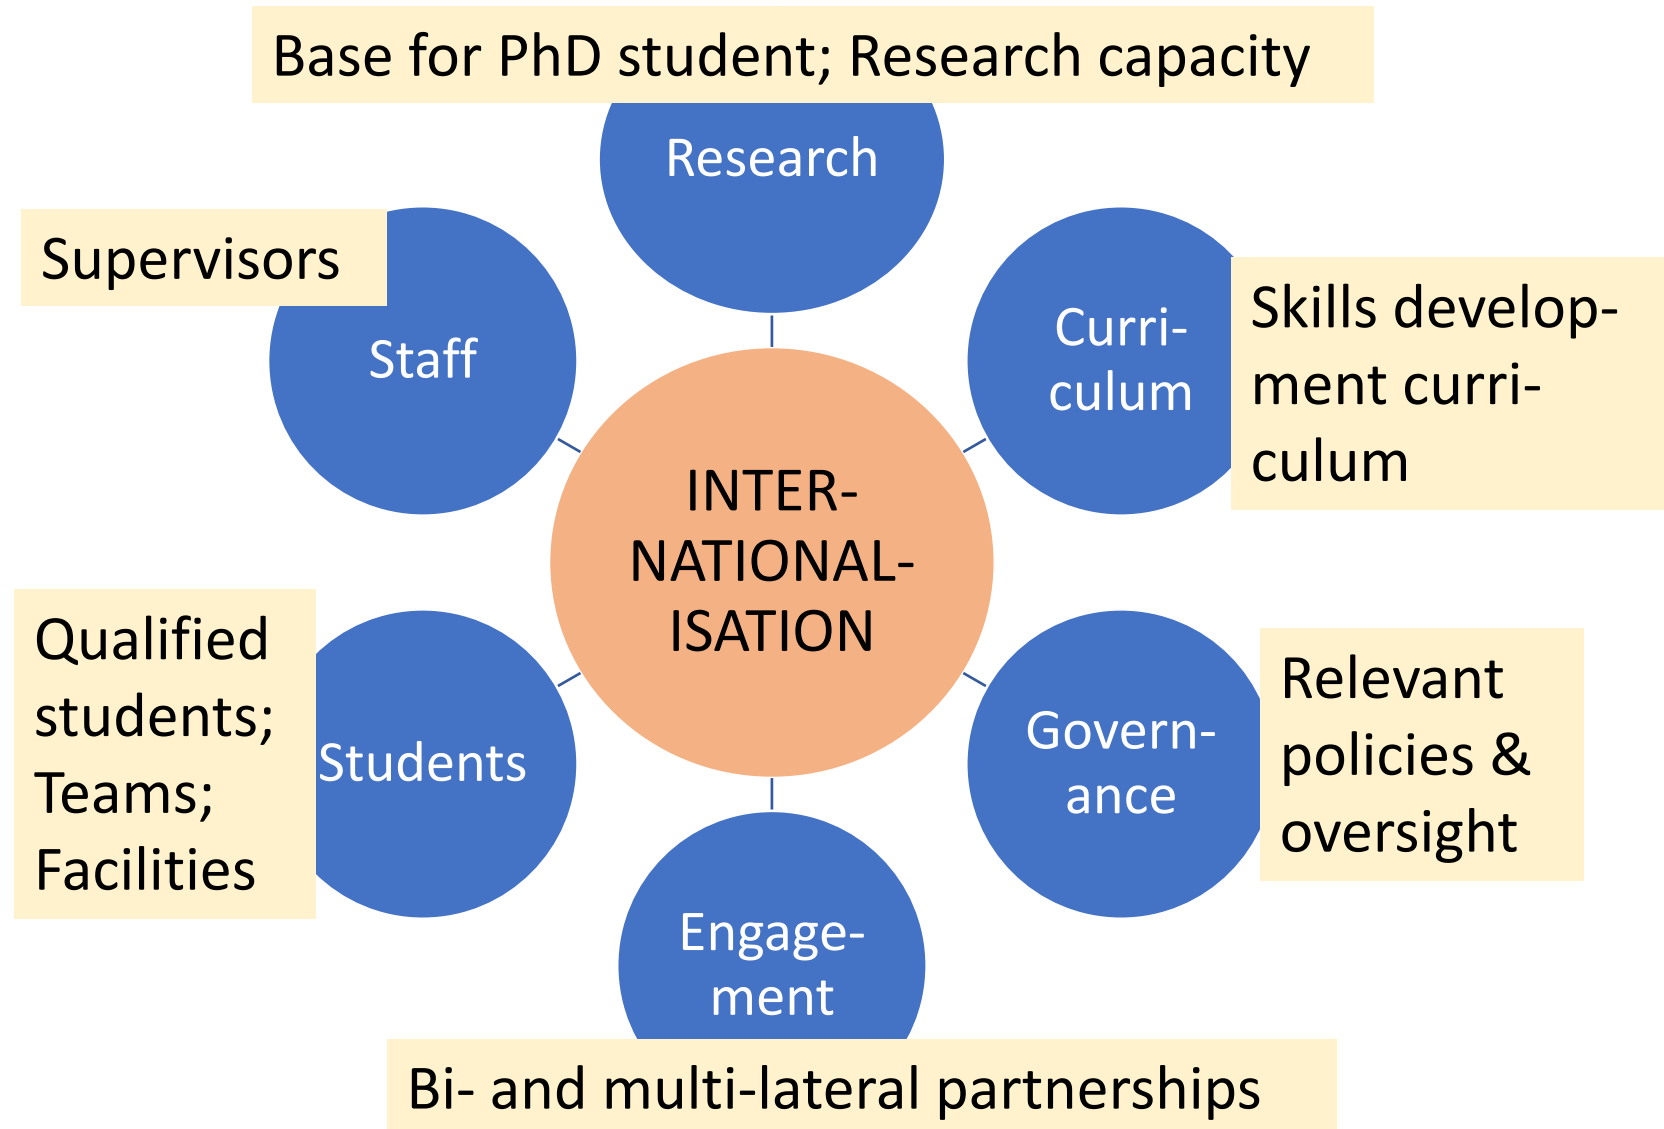 Base for PhD student; Research capacity
Research
Supervisors
Staff
Curri-
culum
Skills develop-
ment curri-
culum
INTER-
NATIONAL-
ISATION
Qualified
students;
Teams;
Facilities
Students
Govern-
ance
Relevant
policies &
oversight
Engage-
ment
Bi- and multi-lateral partnerships